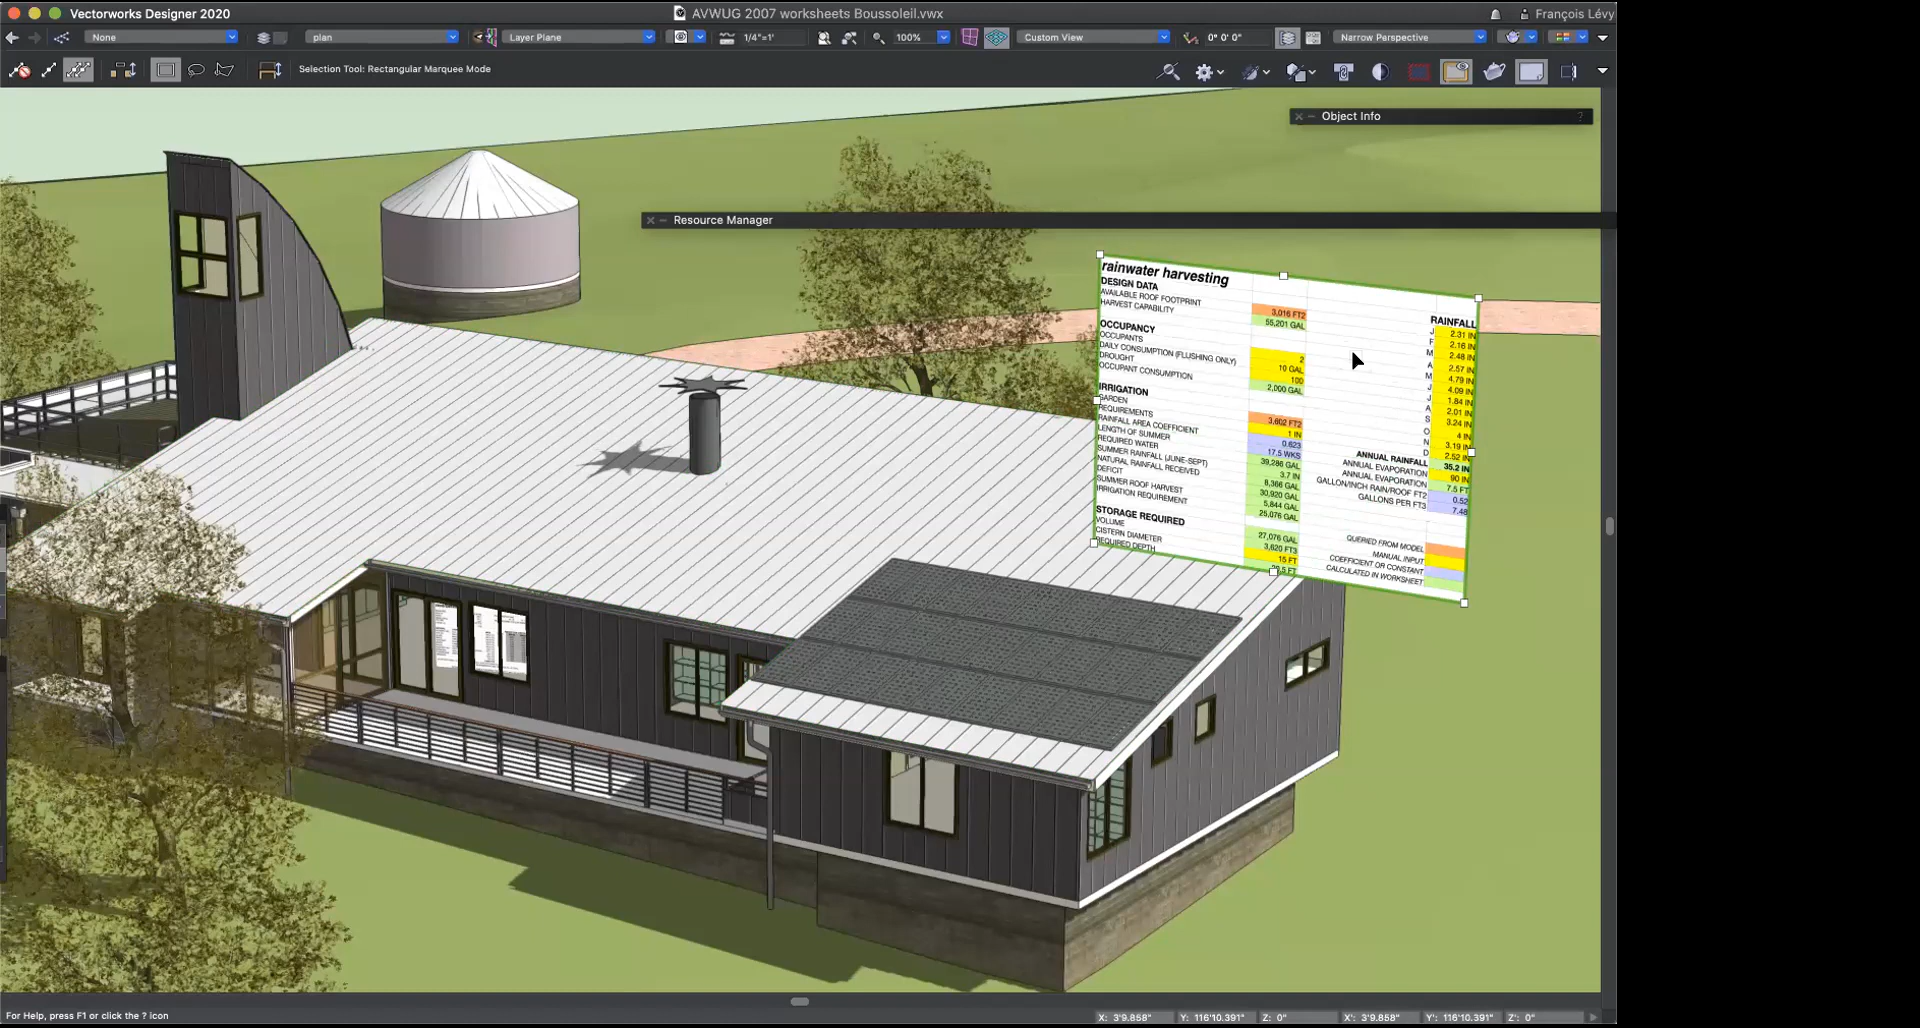 Vectorworks Designer 2020
AVWUG 2007 worksheets Boussoleil.vwx
François Lévy
None
plan
Layer Plane
1/4"=1'
100%
Custom View
0° 0' 0"
Narrow Perspective
Selection Tool: Rectangular Marquee Mode
Object Info
?
Resource Manager
rainwater harvesting
DESIGN DATA
AVAILABLE ROOF FOOTPRINT 3,016 FT2
HARVEST CAPABILITY 55,201 GAL
OCCUPANCY
OCCUPANTS 2
DAILY CONSUMPTION (FLUSHING ONLY) 10 GAL
DROUGHT 100
OCCUPANT CONSUMPTION 2,000 GAL
IRRIGATION
GARDEN 3,602 FT2
REQUIREMENTS 1 IN
RAINFALL AREA COEFFICIENT 0.623
LENGTH OF SUMMER 17.5 WKS
REQUIRED WATER 39,286 GAL
SUMMER RAINFALL (JUNE-SEPT) 3.7 IN
NATURAL RAINFALL RECEIVED 8,366 GAL
DEFICIT 30,920 GAL
SUMMER ROOF HARVEST 5,844 GAL
IRRIGATION REQUIREMENT 25,076 GAL
STORAGE REQUIRED
VOLUME 27,076 GAL
3,620 FT3
CISTERN DIAMETER 15 FT
REQUIRED DEPTH
RAINFALL
J 2.31 IN
F 2.16 IN
M 2.48 IN
A 2.57 IN
M 4.79 IN
J 4.09 IN
J 1.84 IN
A 2.01 IN
S 3.24 IN
O 4 IN
N 3.19 IN
D 2.52 IN
ANNUAL RAINFALL 35.2 IN
ANNUAL EVAPORATION 90 IN
ANNUAL EVAPORATION 7.5 FT
GALLON/INCH RAIN/ROOF FT2 0.52
GALLONS PER FT3 7.48
QUERIED FROM MODEL
MANUAL INPUT
COEFFICIENT OR CONSTANT
CALCULATED IN WORKSHEET
For Help, press F1 or click the ? icon
X: 3'9.858" Y: 116'10.391" Z: 0" X': 3'9.858" Y': 116'10.391" Z': 0"